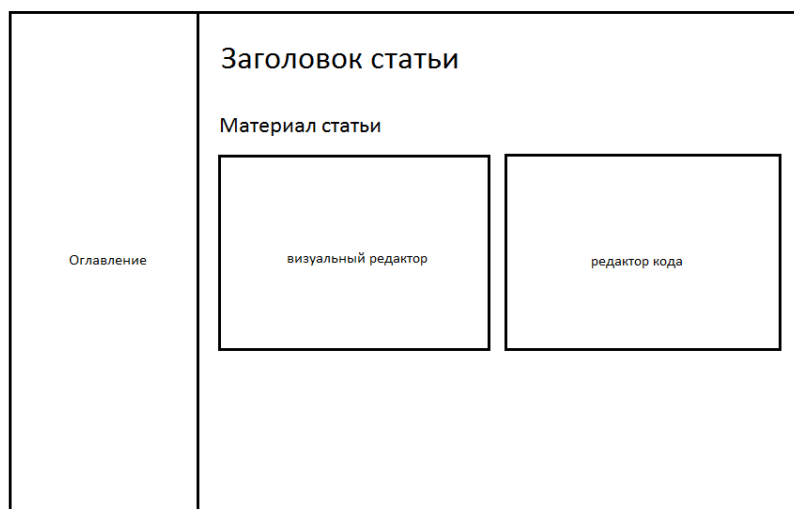 Заголовок статьи
Материал статьи
Оглавление
визуальный редактор
редактор кода